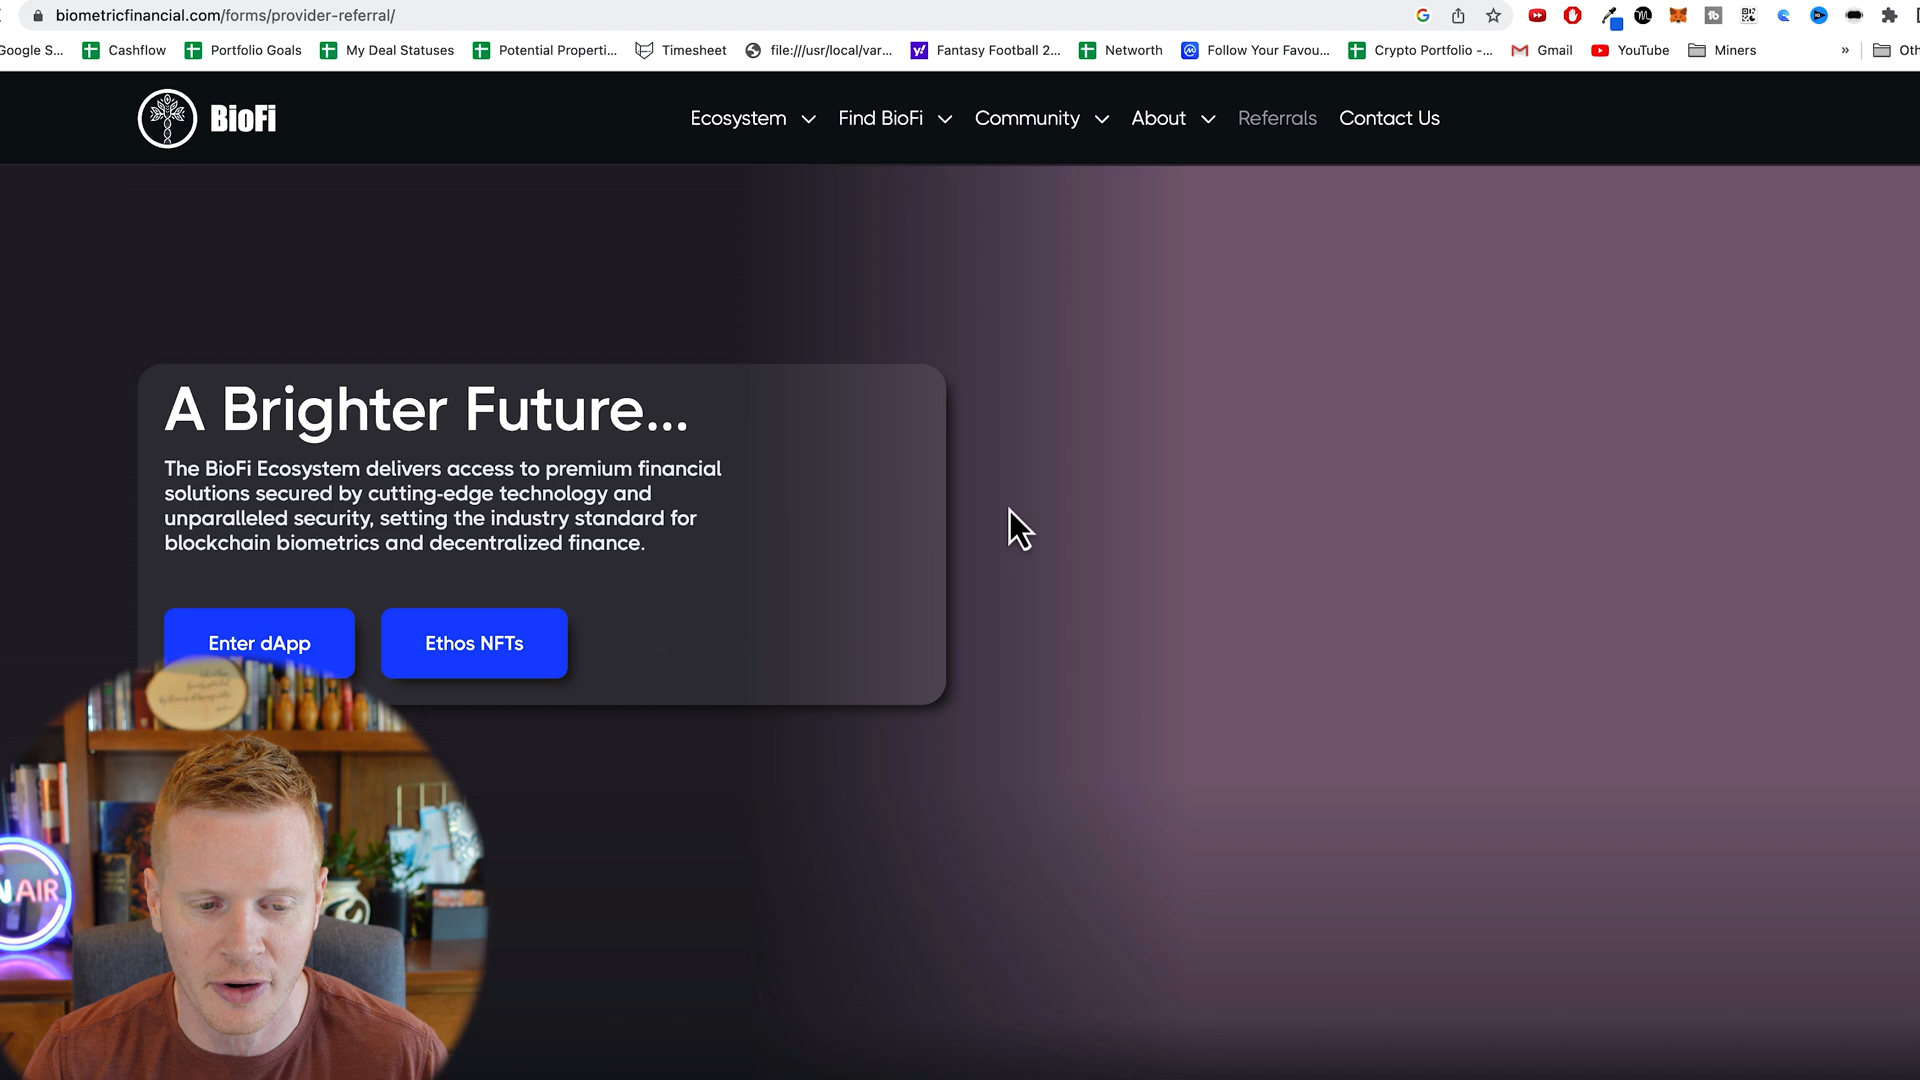 biometricfinancial.com/forms/provider-referral/
Google S... Cashflow Portfolio Goals My Deal Statuses Potential Properti... Timesheet file:///usr/local/var... Fantasy Football 2... Networth Follow Your Favou... Crypto Portfolio -... Gmail YouTube Miners » Oth
BioFi Ecosystem Find BioFi Community About Referrals Contact Us
A Brighter Future...
The BioFi Ecosystem delivers access to premium financial
solutions secured by cutting-edge technology and
unparalleled security, setting the industry standard for
blockchain biometrics and decentralized finance.
Enter dApp Ethos NFTs
N AIR